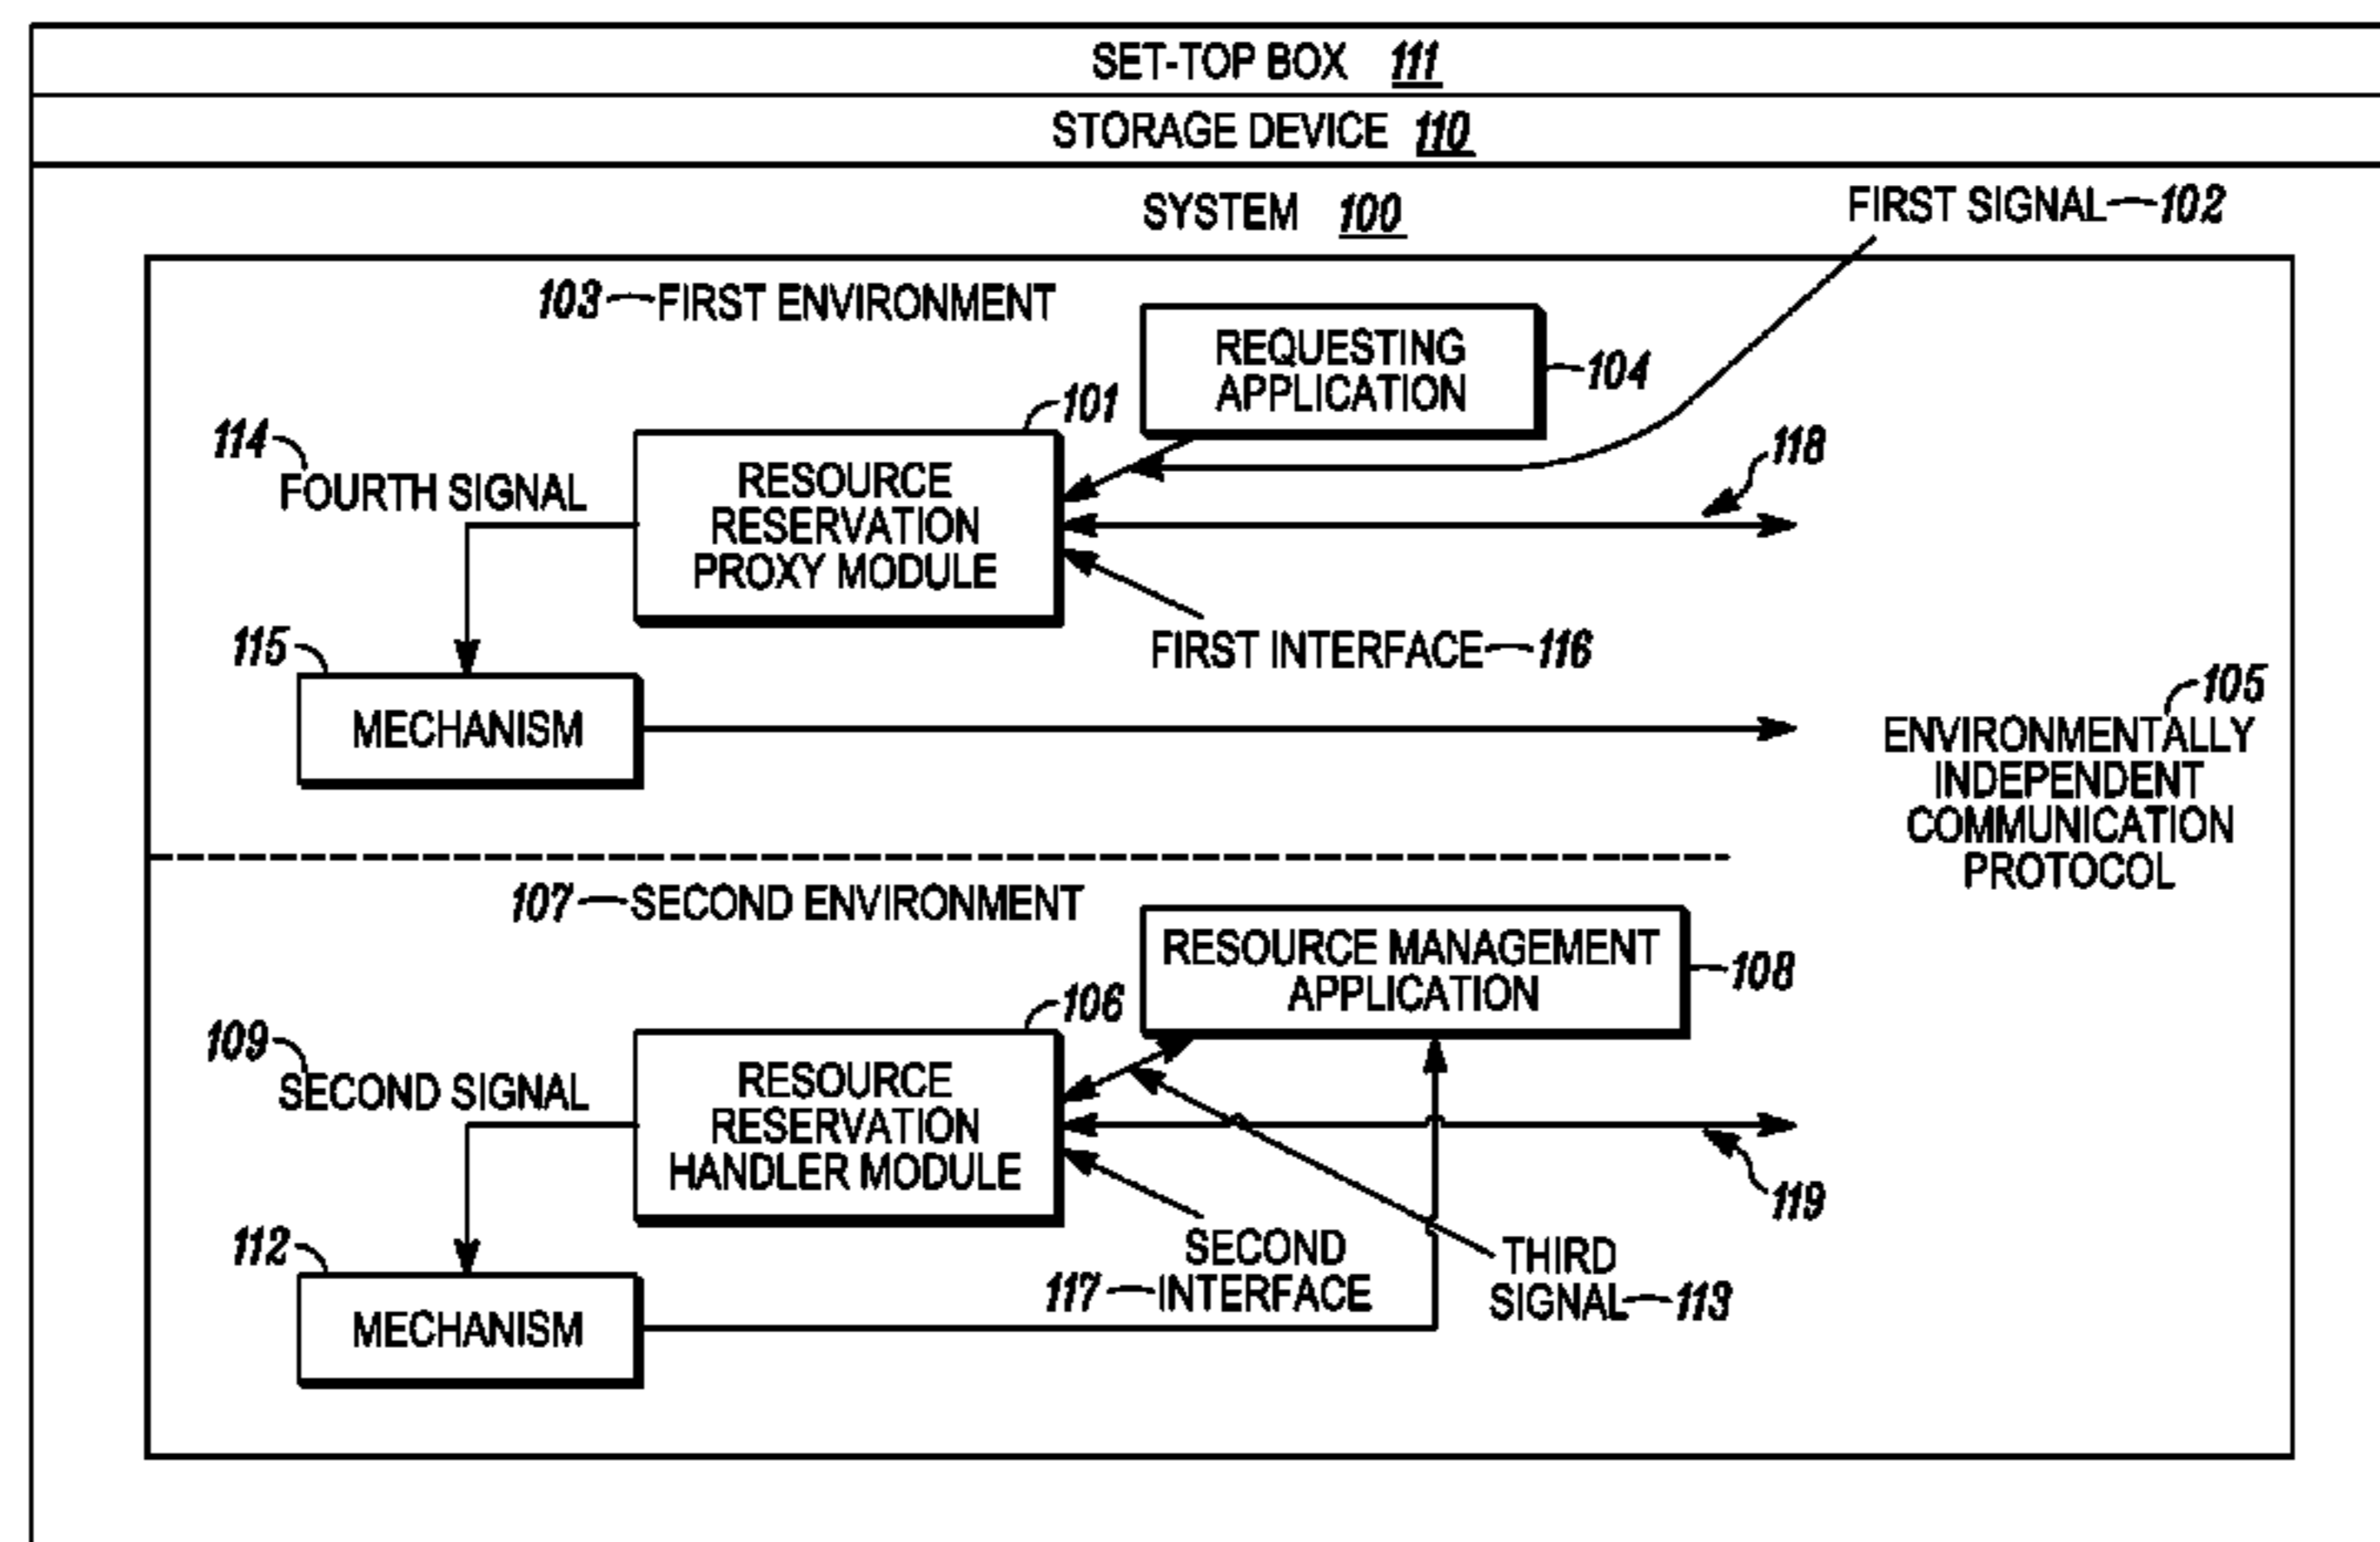 SET-TOP BOX 111
STORAGE DEVICE 110
SYSTEM 100
FIRST SIGNAL 102
103 FIRST ENVIRONMENT
REQUESTING
APPLICATION
104
101
114
FOURTH SIGNAL
RESOURCE
RESERVATION
PROXY MODULE
118
FIRST INTERFACE 116
115
MECHANISM
105
ENVIRONMENTALLY
INDEPENDENT
COMMUNICATION
PROTOCOL
107 SECOND ENVIRONMENT
RESOURCE MANAGEMENT
APPLICATION
108
106
109
SECOND SIGNAL
RESOURCE
RESERVATION
HANDLER MODULE
119
SECOND
117 INTERFACE
THIRD
SIGNAL 113
112
MECHANISM